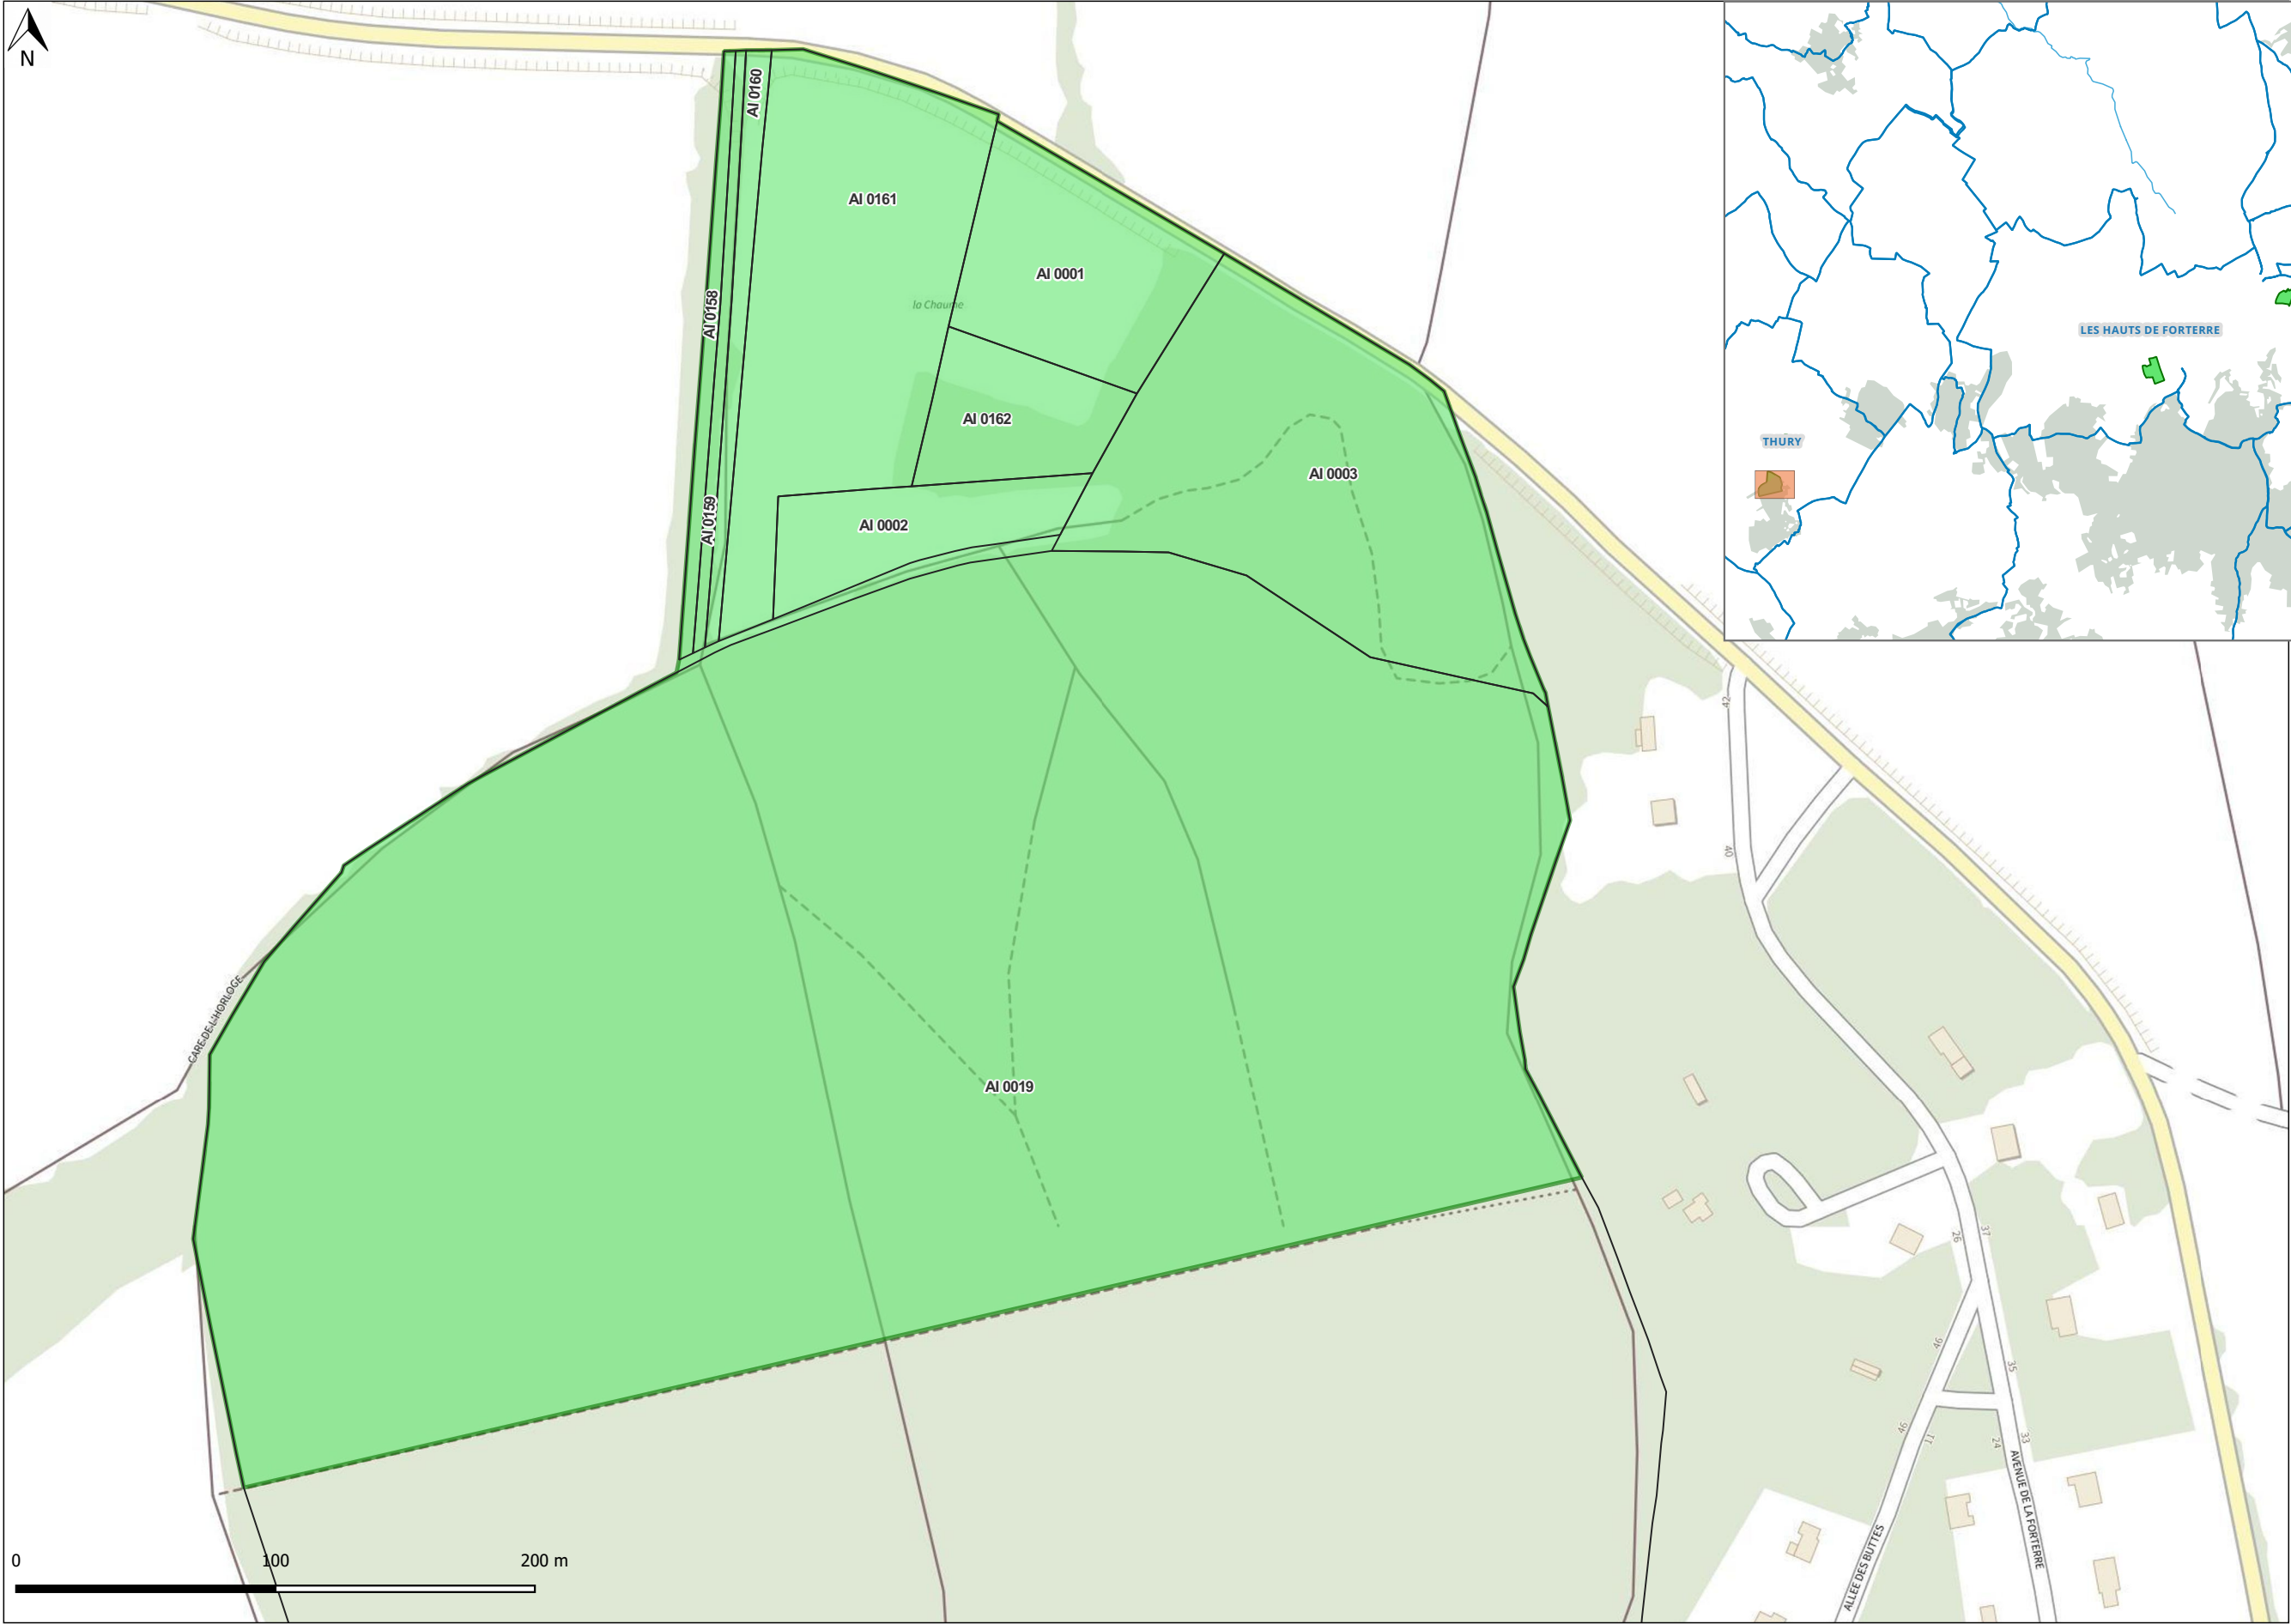 N
AI 0160
AI 0161
AI 0001
la Chaume
AI 0158
AI 0162
AI 0003
AI 0159
AI 0002
LES HAUTS DE FORTERRE
THURY
42
40
CARE-DE-L'HORLOGE
AI 0019
26
37
46
35
46
11
24
33
AVENUE DE LA FORTERRE
ALLEE DES BUTTES
0 100 200 m